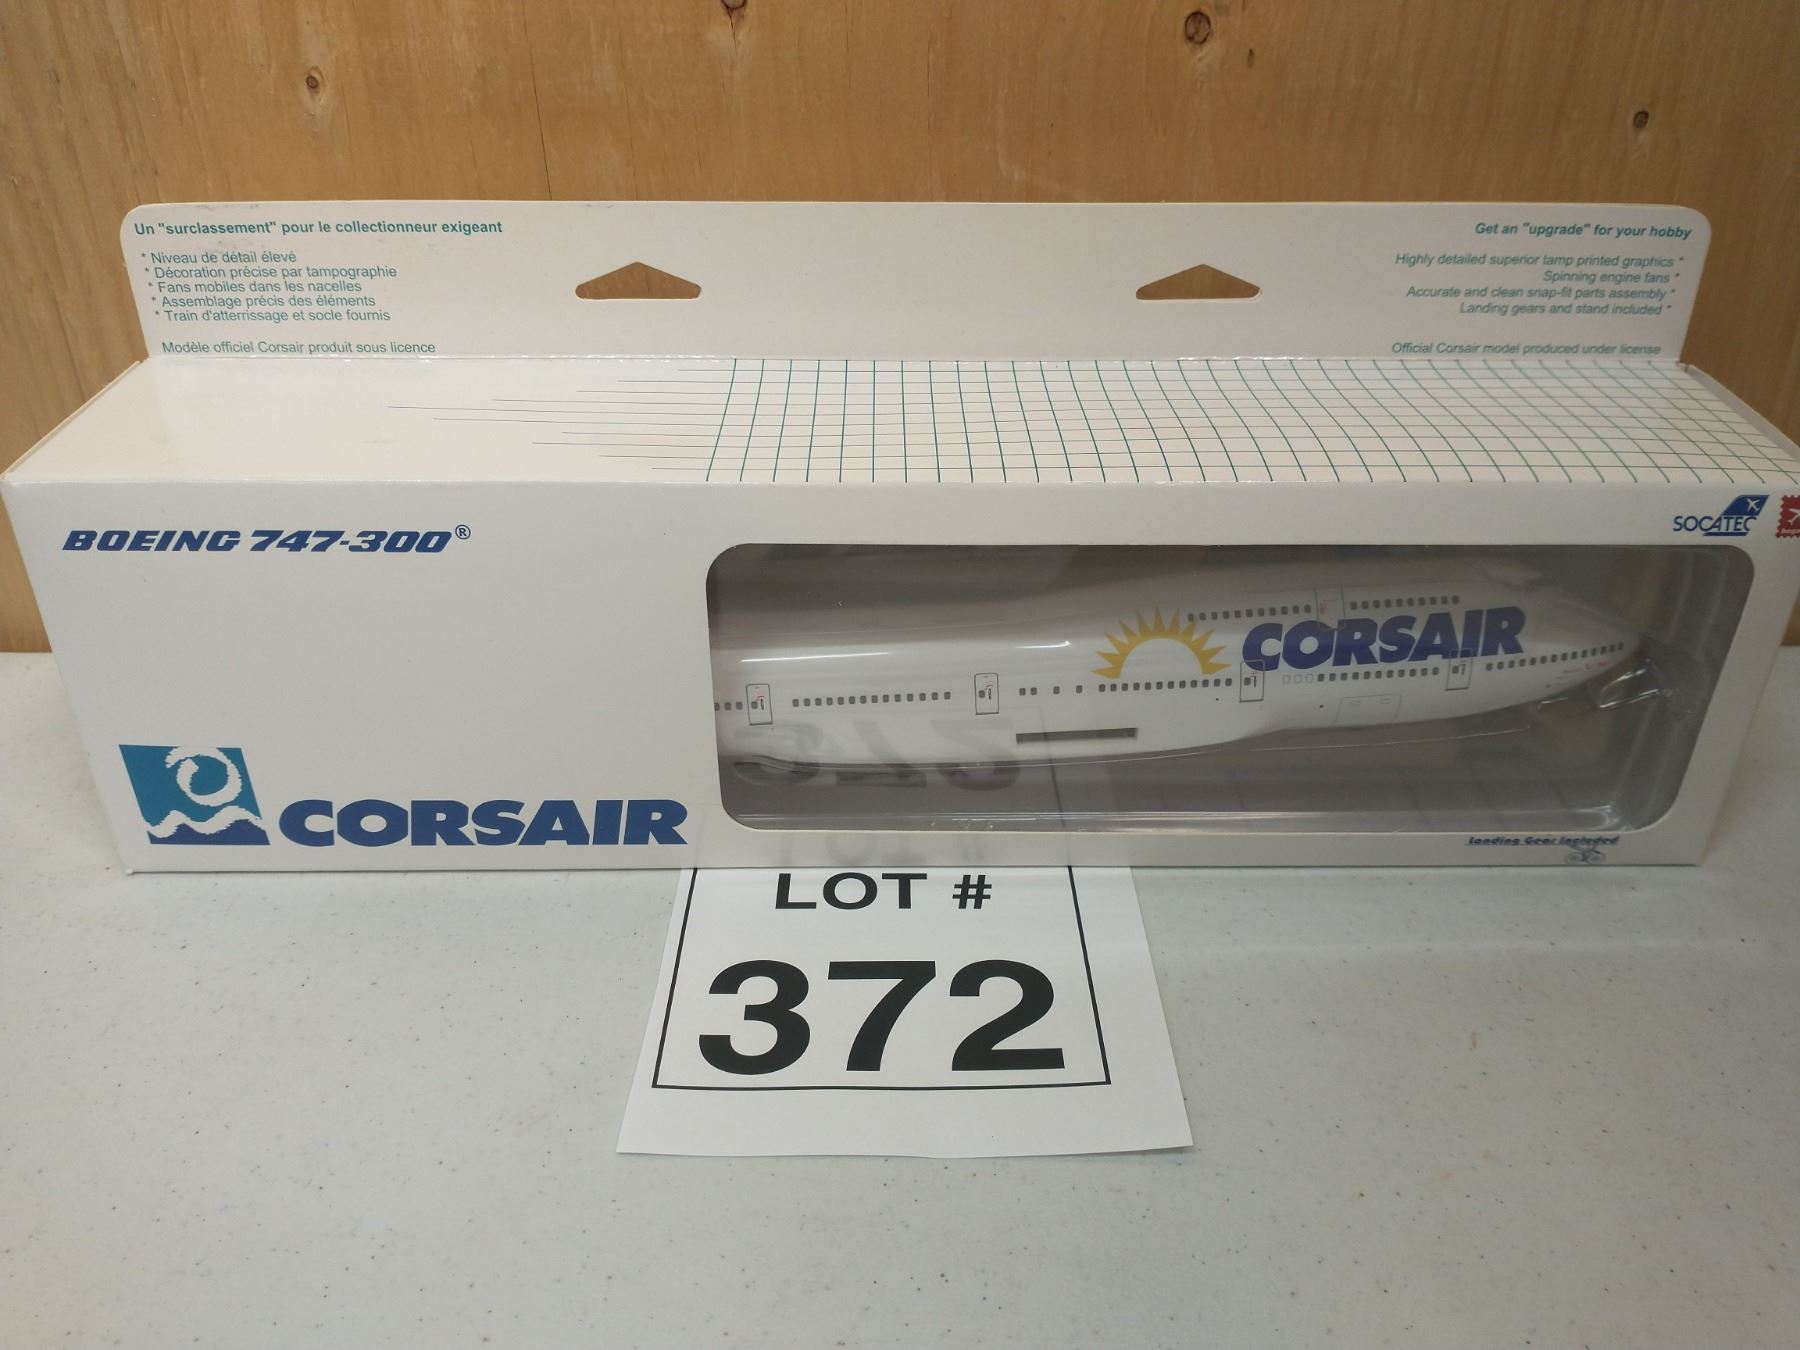 Un "surclassement" pour le collectionneur exigeant
* Niveau de détail élevé
* Décoration précise par tampographie
* Fans mobiles dans les nacelles
* Assemblage précis des éléments
* Train d'atterrissage et socle fournis
Modèle officiel Corsair produit sous licence
Get an "upgrade" for your hobby
Highly detailed superior tamp printed graphics *
Spinning engine fans *
Accurate and clean snap-fit parts assembly *
Landing gears and stand included *
Official Corsair model produced under license
BOEING 747-300®
SOCATEC
CORSAIR
CORSAIR
Landing Gear Included
LOT #
372